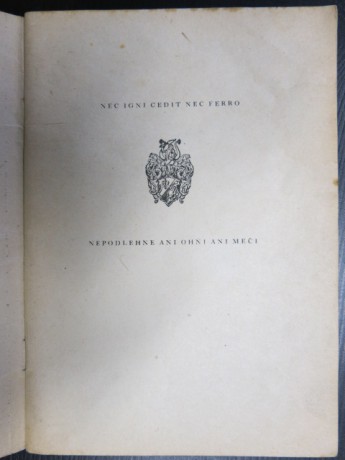 NEC IGNI CEDIT NEC FERRO
NEPODLEHNE ANI OHNI ANI MEČI